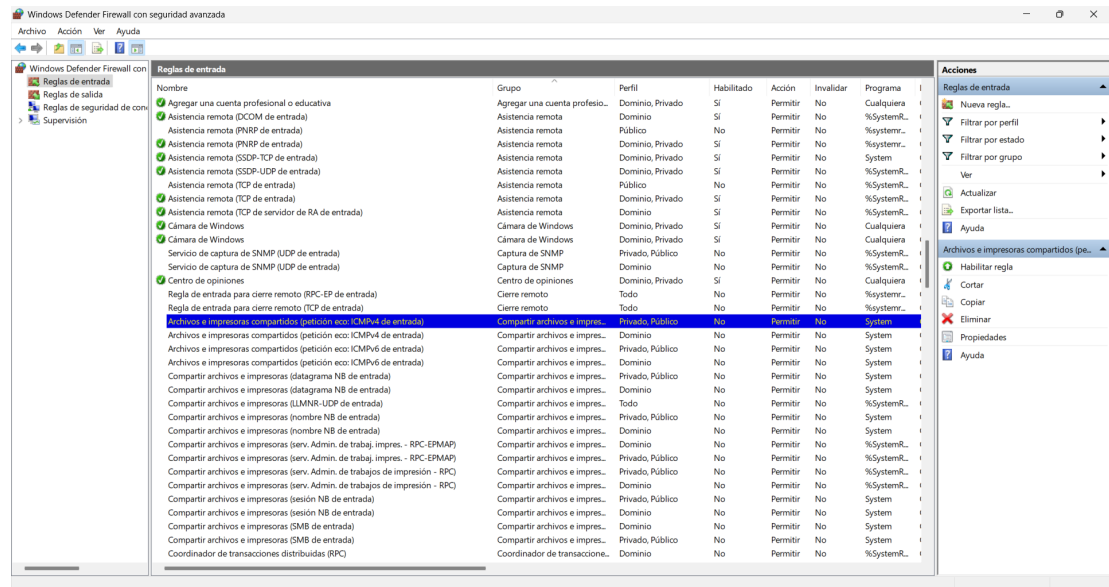 Windows Defender Firewall con seguridad avanzada
Archivo Acción Ver Ayuda
Windows Defender Firewall con
Reglas de entrada
Reglas de salida
Reglas de seguridad de con
Supervisión
Reglas de entrada
Nombre Grupo Perfil Habilitado Acción Invalidar Programa
Agregar una cuenta profesional o educativa Agregar una cuenta profesio... Dominio, Privado Sí Permitir No Cualquiera
Asistencia remota (DCOM de entrada) Asistencia remota Dominio Sí Permitir No %SystemR...
Asistencia remota (PNRP de entrada) Asistencia remota Público No Permitir No %systemr...
Asistencia remota (PNRP de entrada) Asistencia remota Dominio, Privado Sí Permitir No %systemr...
Asistencia remota (SSDP-TCP de entrada) Asistencia remota Dominio, Privado Sí Permitir No System
Asistencia remota (SSDP-UDP de entrada) Asistencia remota Dominio, Privado Sí Permitir No %SystemR...
Asistencia remota (TCP de entrada) Asistencia remota Público No Permitir No %SystemR...
Asistencia remota (TCP de entrada) Asistencia remota Dominio, Privado Sí Permitir No %SystemR...
Asistencia remota (TCP de servidor de RA de entrada) Asistencia remota Dominio Sí Permitir No %SystemR...
Cámara de Windows Cámara de Windows Dominio, Privado Sí Permitir No Cualquiera
Cámara de Windows Cámara de Windows Dominio, Privado Sí Permitir No Cualquiera
Servicio de captura de SNMP (UDP de entrada) Captura de SNMP Privado, Público No Permitir No %SystemR...
Servicio de captura de SNMP (UDP de entrada) Captura de SNMP Dominio No Permitir No %SystemR...
Centro de opiniones Centro de opiniones Dominio, Privado Sí Permitir No Cualquiera
Regla de entrada para cierre remoto (RPC-EP de entrada) Cierre remoto Todo No Permitir No %systemr...
Regla de entrada para cierre remoto (TCP de entrada) Cierre remoto Todo No Permitir No %systemr...
Archivos e impresoras compartidos (petición eco: ICMPv4 de entrada) Compartir archivos e impres... Privado, Público No Permitir No System
Archivos e impresoras compartidos (petición eco: ICMPv4 de entrada) Compartir archivos e impres... Dominio No Permitir No System
Archivos e impresoras compartidos (petición eco: ICMPv6 de entrada) Compartir archivos e impres... Privado, Público No Permitir No System
Archivos e impresoras compartidos (petición eco: ICMPv6 de entrada) Compartir archivos e impres... Dominio No Permitir No System
Compartir archivos e impresoras (datagrama NB de entrada) Compartir archivos e impres... Privado, Público No Permitir No System
Compartir archivos e impresoras (datagrama NB de entrada) Compartir archivos e impres... Dominio No Permitir No System
Compartir archivos e impresoras (LLMNR-UDP de entrada) Compartir archivos e impres... Todo No Permitir No %SystemR...
Compartir archivos e impresoras (nombre NB de entrada) Compartir archivos e impres... Privado, Público No Permitir No System
Compartir archivos e impresoras (nombre NB de entrada) Compartir archivos e impres... Dominio No Permitir No System
Compartir archivos e impresoras (serv. Admin. de trabaj. impres. - RPC-EPMAP) Compartir archivos e impres... Dominio No Permitir No %SystemR...
Compartir archivos e impresoras (serv. Admin. de trabaj. impres. - RPC-EPMAP) Compartir archivos e impres... Privado, Público No Permitir No %SystemR...
Compartir archivos e impresoras (serv. Admin. de trabajos de impresión - RPC) Compartir archivos e impres... Privado, Público No Permitir No %SystemR...
Compartir archivos e impresoras (serv. Admin. de trabajos de impresión - RPC) Compartir archivos e impres... Dominio No Permitir No %SystemR...
Compartir archivos e impresoras (sesión NB de entrada) Compartir archivos e impres... Privado, Público No Permitir No System
Compartir archivos e impresoras (sesión NB de entrada) Compartir archivos e impres... Dominio No Permitir No System
Compartir archivos e impresoras (SMB de entrada) Compartir archivos e impres... Dominio No Permitir No System
Compartir archivos e impresoras (SMB de entrada) Compartir archivos e impres... Privado, Público No Permitir No System
Coordinador de transacciones distribuidas (RPC) Coordinador de transaccione... Dominio No Permitir No %SystemR...
Acciones
Reglas de entrada
Nueva regla...
Filtrar por perfil
Filtrar por estado
Filtrar por grupo
Ver
Actualizar
Exportar lista...
Ayuda
Archivos e impresoras compartidos (pe...
Habilitar regla
Cortar
Copiar
Eliminar
Propiedades
Ayuda